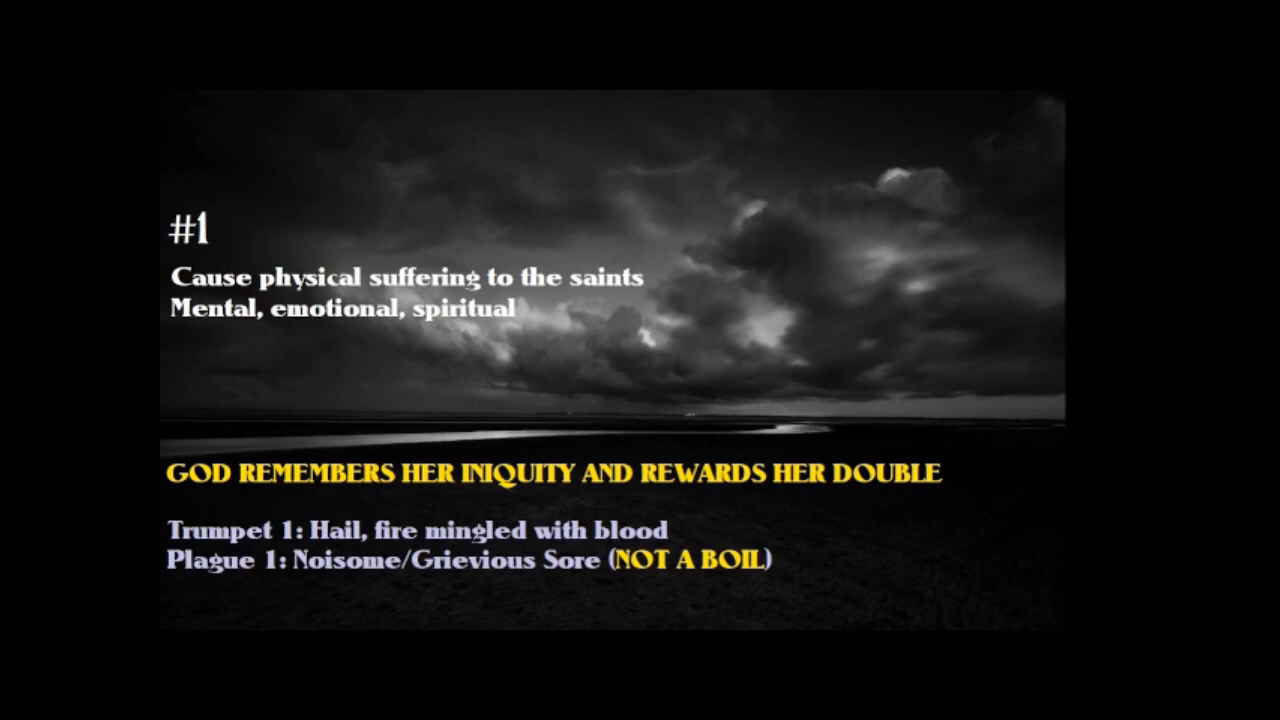 #1
Cause physical suffering to the saints
Mental, emotional, spiritual
GOD REMEMBERS HER INIQUITY AND REWARDS HER DOUBLE
Trumpet 1: Hail, fire mingled with blood
Plague 1: Noisome/Grievious Sore (NOT A BOIL)